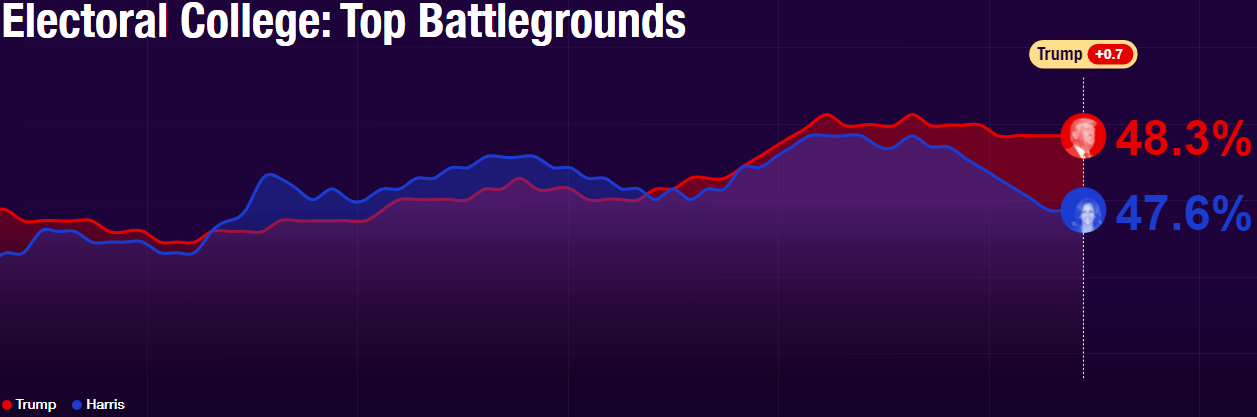 Electoral College: Top Battlegrounds
Trump +0.7
48.3%
47.6%
Trump Harris